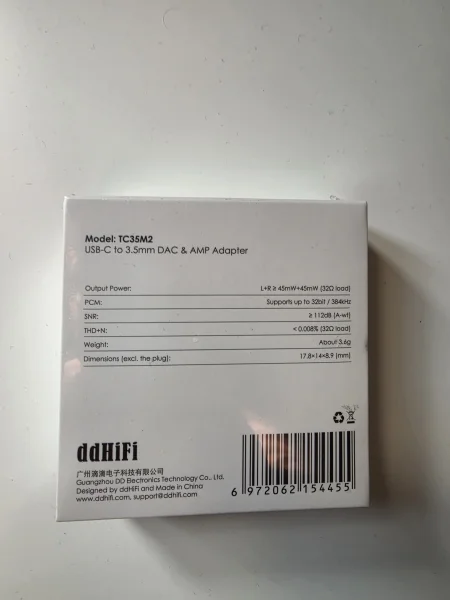 Model: TC35M2
USB-C to 3.5mm DAC & AMP Adapter
Output Power: L+R ≥ 45mW+45mW (32Ω load)
PCM: Supports up to 32bit / 384kHz
SNR: ≥ 112dB (A-wt)
THD+N: < 0.008% (32Ω load)
Weight: About 3.6g
Dimensions (excl. the plug): 17.8×14×8.9 (mm)
ddHiFi
广州滴滴电子科技有限公司
Guangzhou DD Electronics Technology Co., Ltd.
Designed by ddHiFi and Made in China
www.ddhifi.com, support@ddhifi.com
6 972062 154455